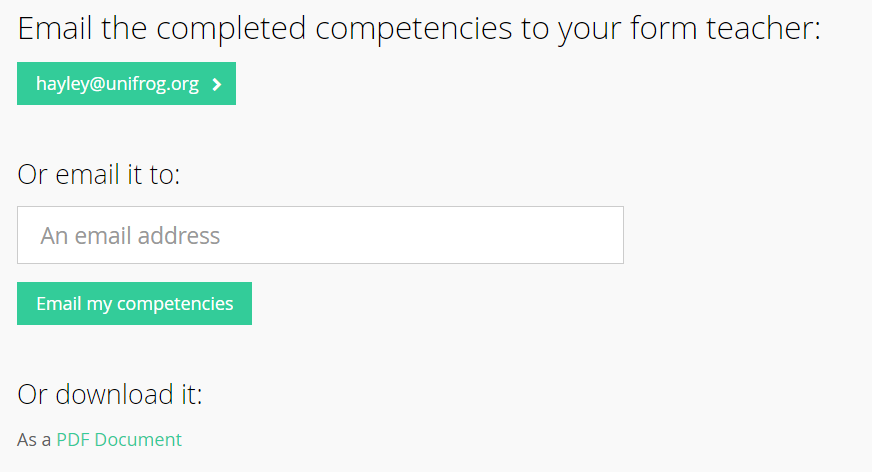 Email the completed competencies to your form teacher:
hayley@unifrog.org
Or email it to:
An email address
Email my competencies
Or download it:
As a PDF Document